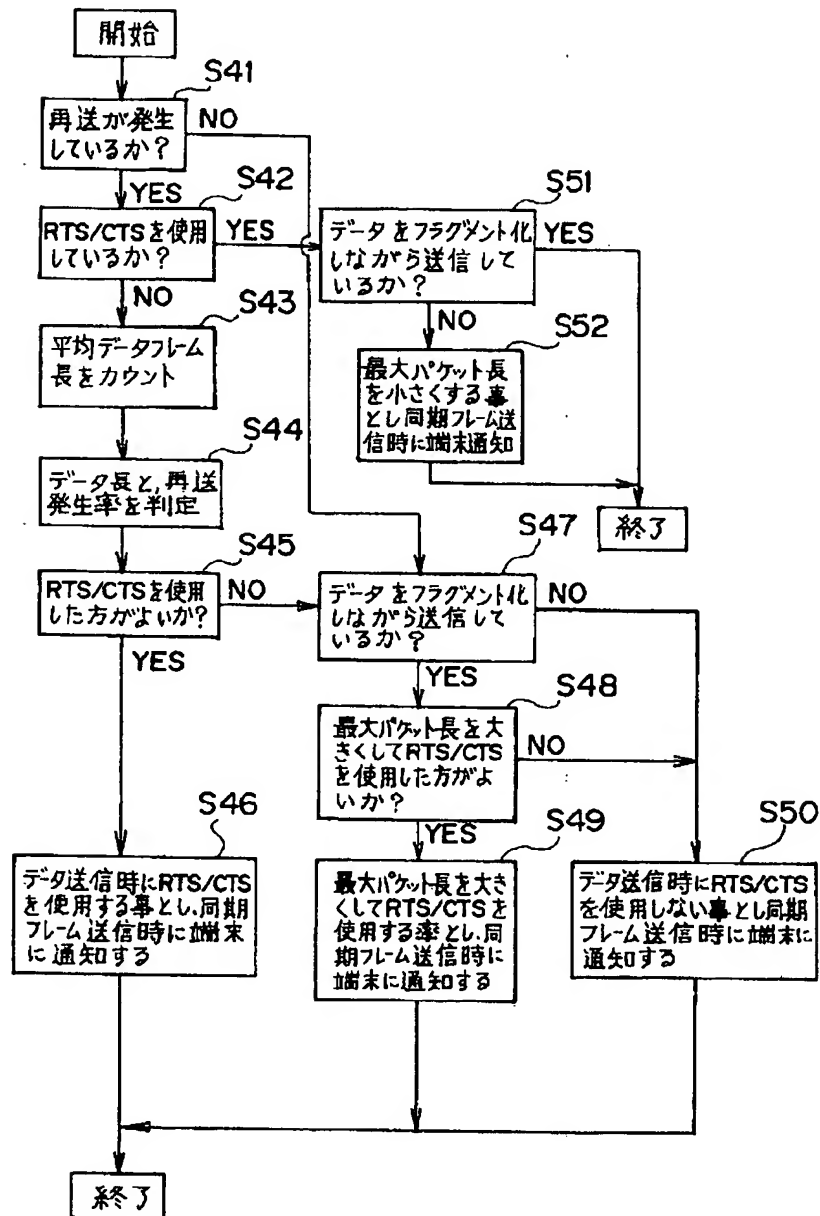 開始
S41
再送が発生
しているか?
NO
YES
S42
RTS/CTSを使用
しているか?
YES
NO
S51
データをフラグメント化
しながら送信して
いるか?
YES
NO
S43
平均データフレーム
長をカウント
S52
最大パケット長
を小さくする事
とし同期フレーム送
信時に端末通知
S44
データ長と,再送
発生率を判定
終了
S45
RTS/CTSを使用
した方がよいか?
NO
YES
S47
データをフラグメント化
しながら送信して
いるか?
NO
YES
S48
最大パケット長を大
きくしてRTS/CTS
を使用した方がよ
いか?
NO
YES
S46
データ送信時にRTS/CTS
を使用する事とし、同期
フレーム送信時に端末
に通知する
S49
最大パケット長を大き
くしてRTS/CTSを
使用する率とし、同
期フレーム送信時に
端末に通知する
S50
データ送信時にRTS/CTS
を使用しない事とし同期
フレーム送信時に端末に
通知する
終了